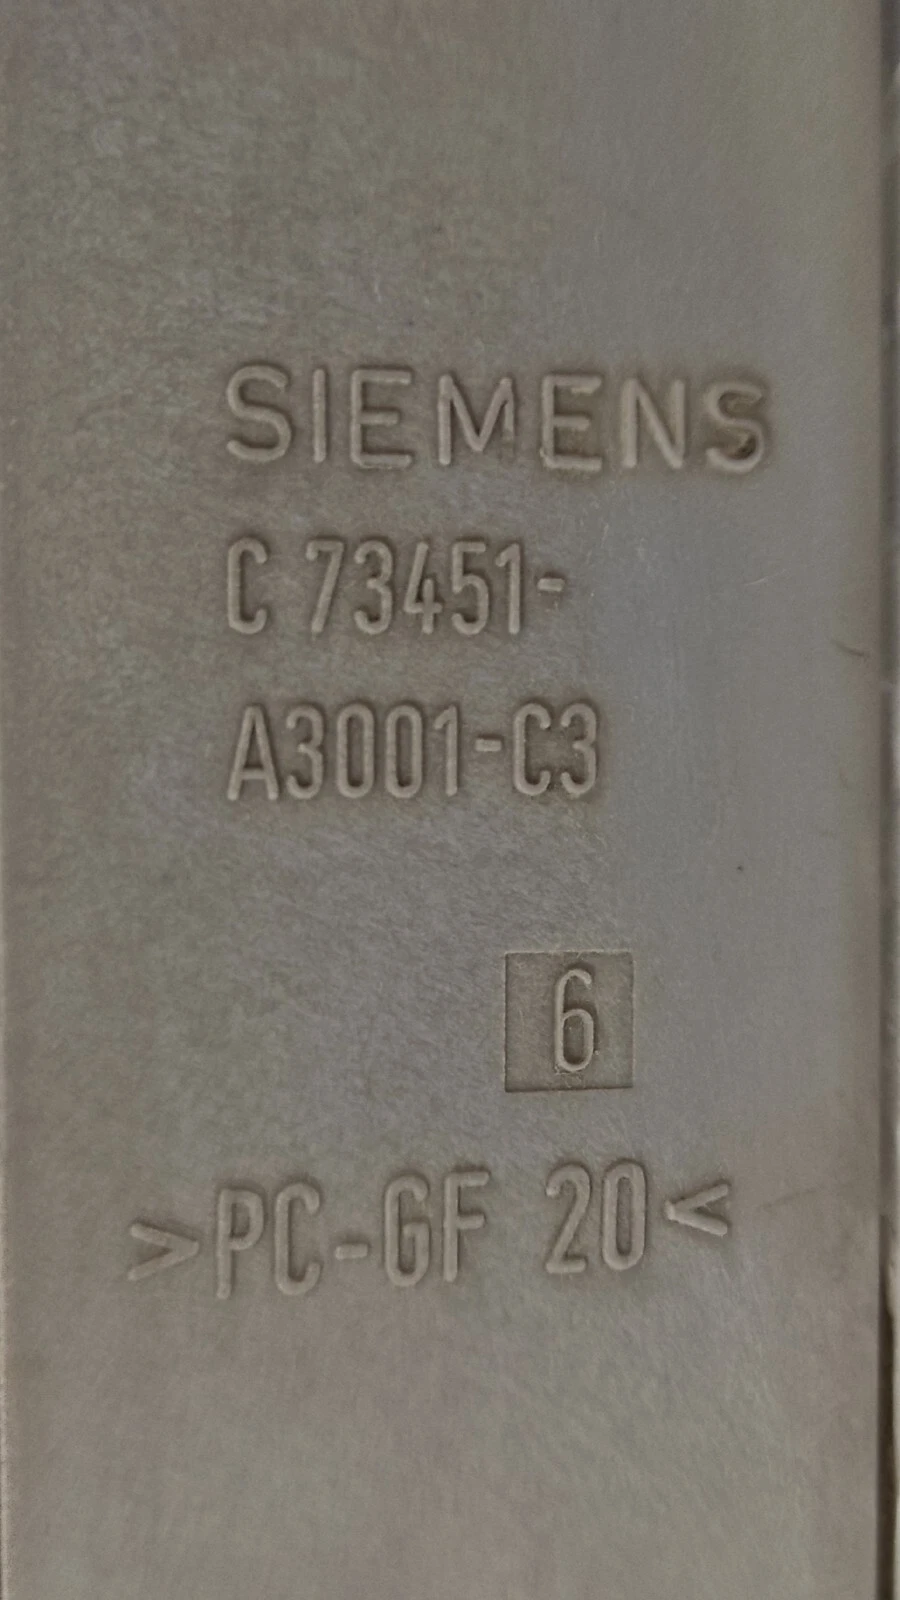 SIEMENS
C 73451-
A3001-C3
6
>PC-GF 20<